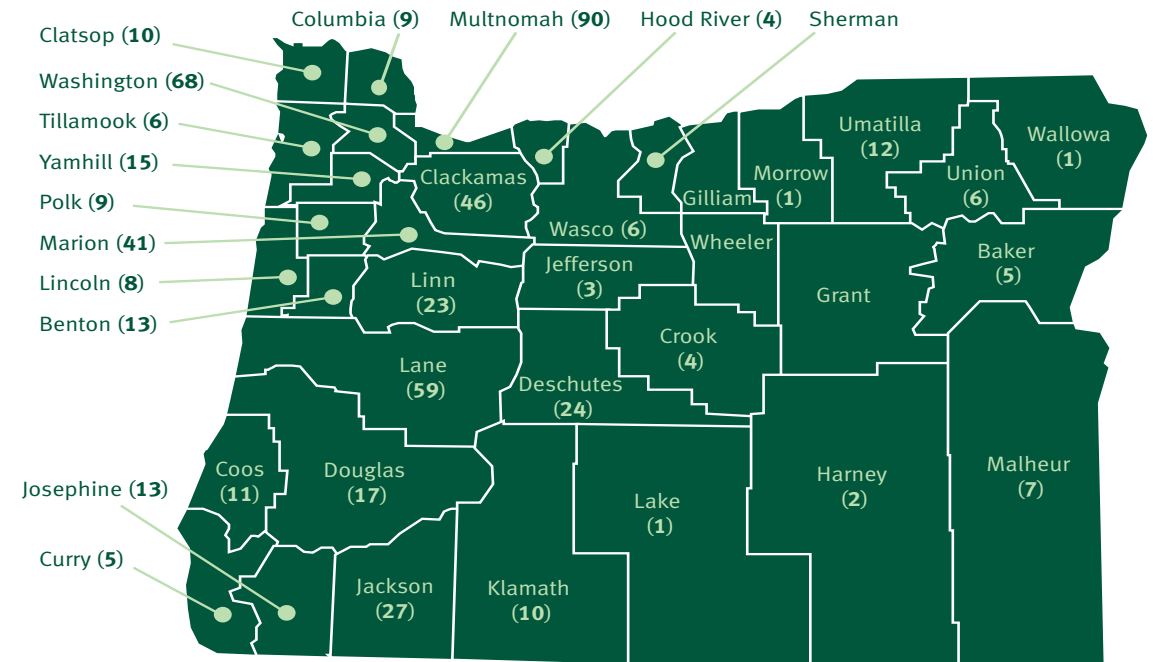 Columbia (9)
Multnomah (90)
Hood River (4)
Sherman
Clatsop (10)
Washington (68)
Tillamook (6)
Yamhill (15)
Polk (9)
Marion (41)
Lincoln (8)
Benton (13)
Josephine (13)
Curry (5)
Clackamas
(46)
Wasco (6)
Gilliam
Morrow
(1)
Umatilla
(12)
Union
(6)
Wallowa
(1)
Wheeler
Jefferson
(3)
Baker
(5)
Linn
(23)
Grant
Crook
(4)
Lane
(59)
Deschutes
(24)
Coos
(11)
Douglas
(17)
Lake
(1)
Harney
(2)
Malheur
(7)
Jackson
(27)
Klamath
(10)